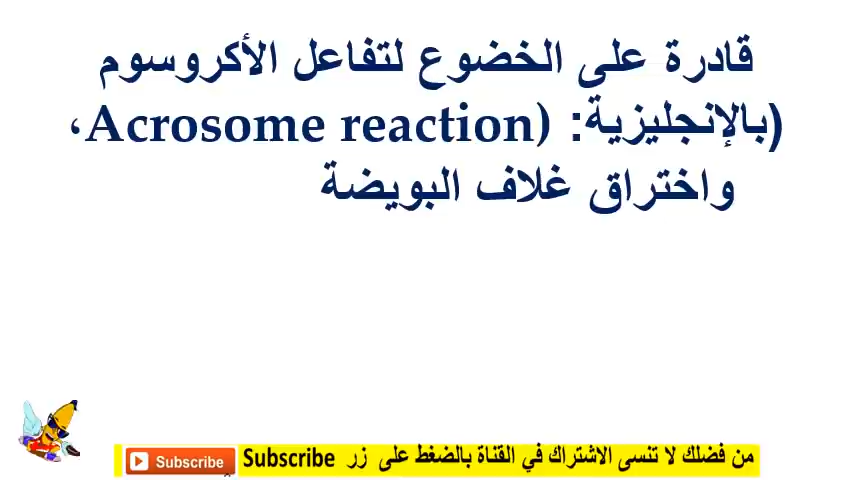 قادرة على الخضوع لتفاعل الأكروسوم
(بالإنجليزية: Acrosome reaction)،
واختراق غلاف البويضة
من فضلك لا تنسى الاشتراك في القناة بالضغط على زر Subscribe
Subscribe